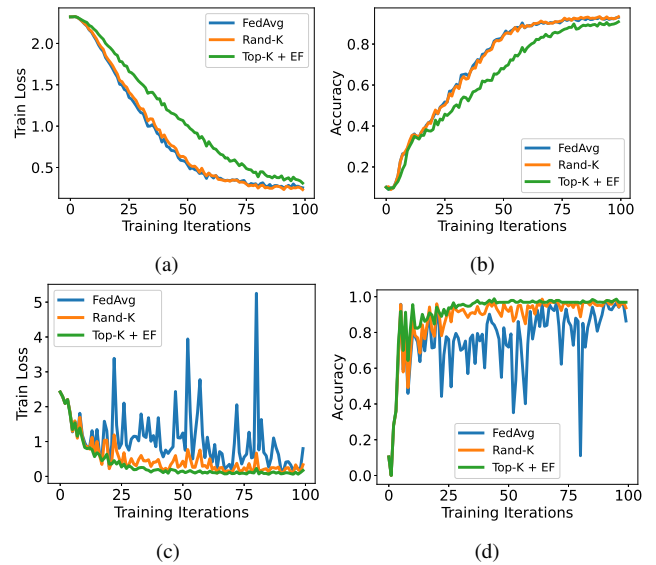 Train Loss
2.0
1.5
1.0
0.5
FedAvg
Rand-K
Top-K + EF
0 25 50 75 100
Training Iterations
(a)
Accuracy
0.8
0.6
0.4
0.2
FedAvg
Rand-K
Top-K + EF
0 25 50 75 100
Training Iterations
(b)
Train Loss
5
4
3
2
1
0
FedAvg
Rand-K
Top-K + EF
0 25 50 75 100
Training Iterations
(c)
Accuracy
1.0
0.8
0.6
0.4
0.2
0.0
FedAvg
Rand-K
Top-K + EF
0 25 50 75 100
Training Iterations
(d)